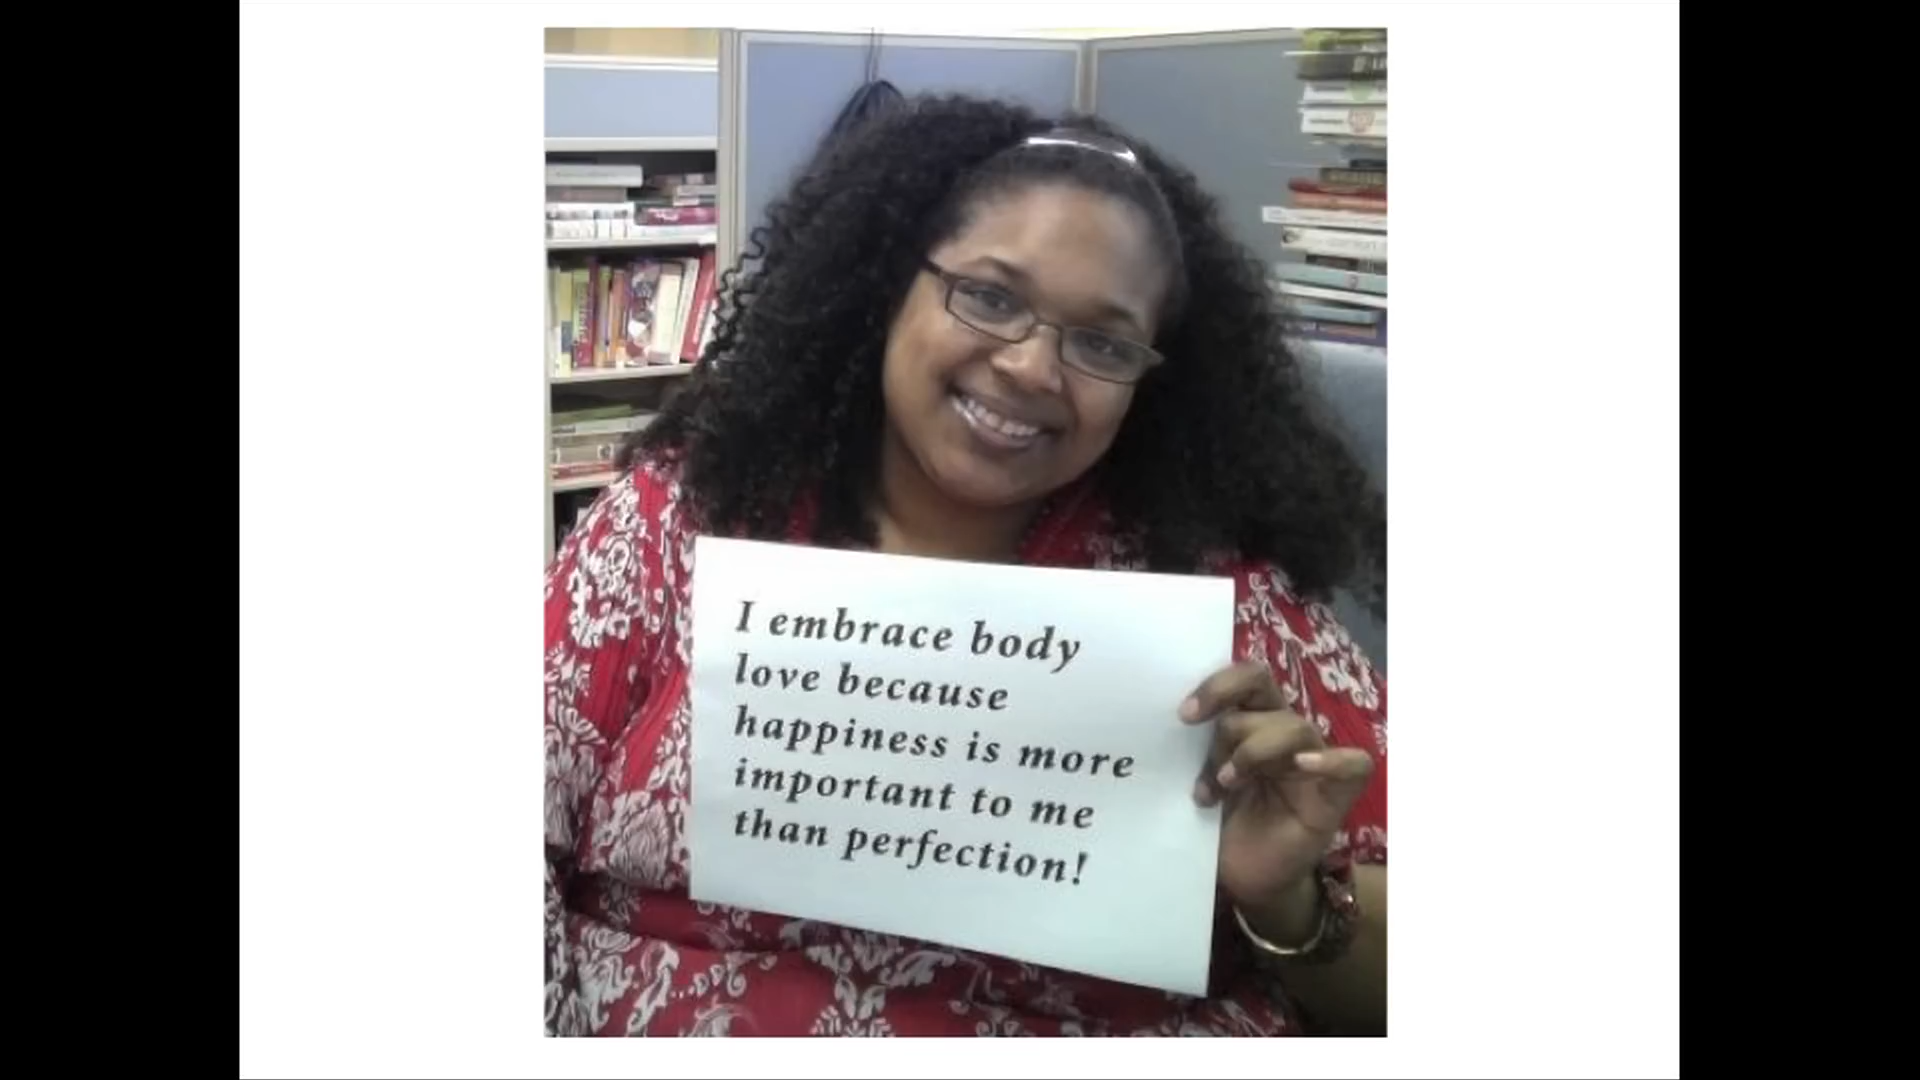 I embrace body
love because
happiness is more
important to me
than perfection!